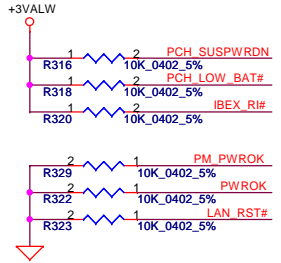 +3VALW
1 2 PCH_SUSPWRDN
R316 10K_0402_5%
1 2 PCH_LOW_BAT#
R318 10K_0402_5%
1 2 IBEX_RI#
R320 10K_0402_5%
2 1 PM_PWROK
R329 10K_0402_5%
2 1 PWROK
R322 10K_0402_5%
2 1 LAN_RST#
R323 10K_0402_5%